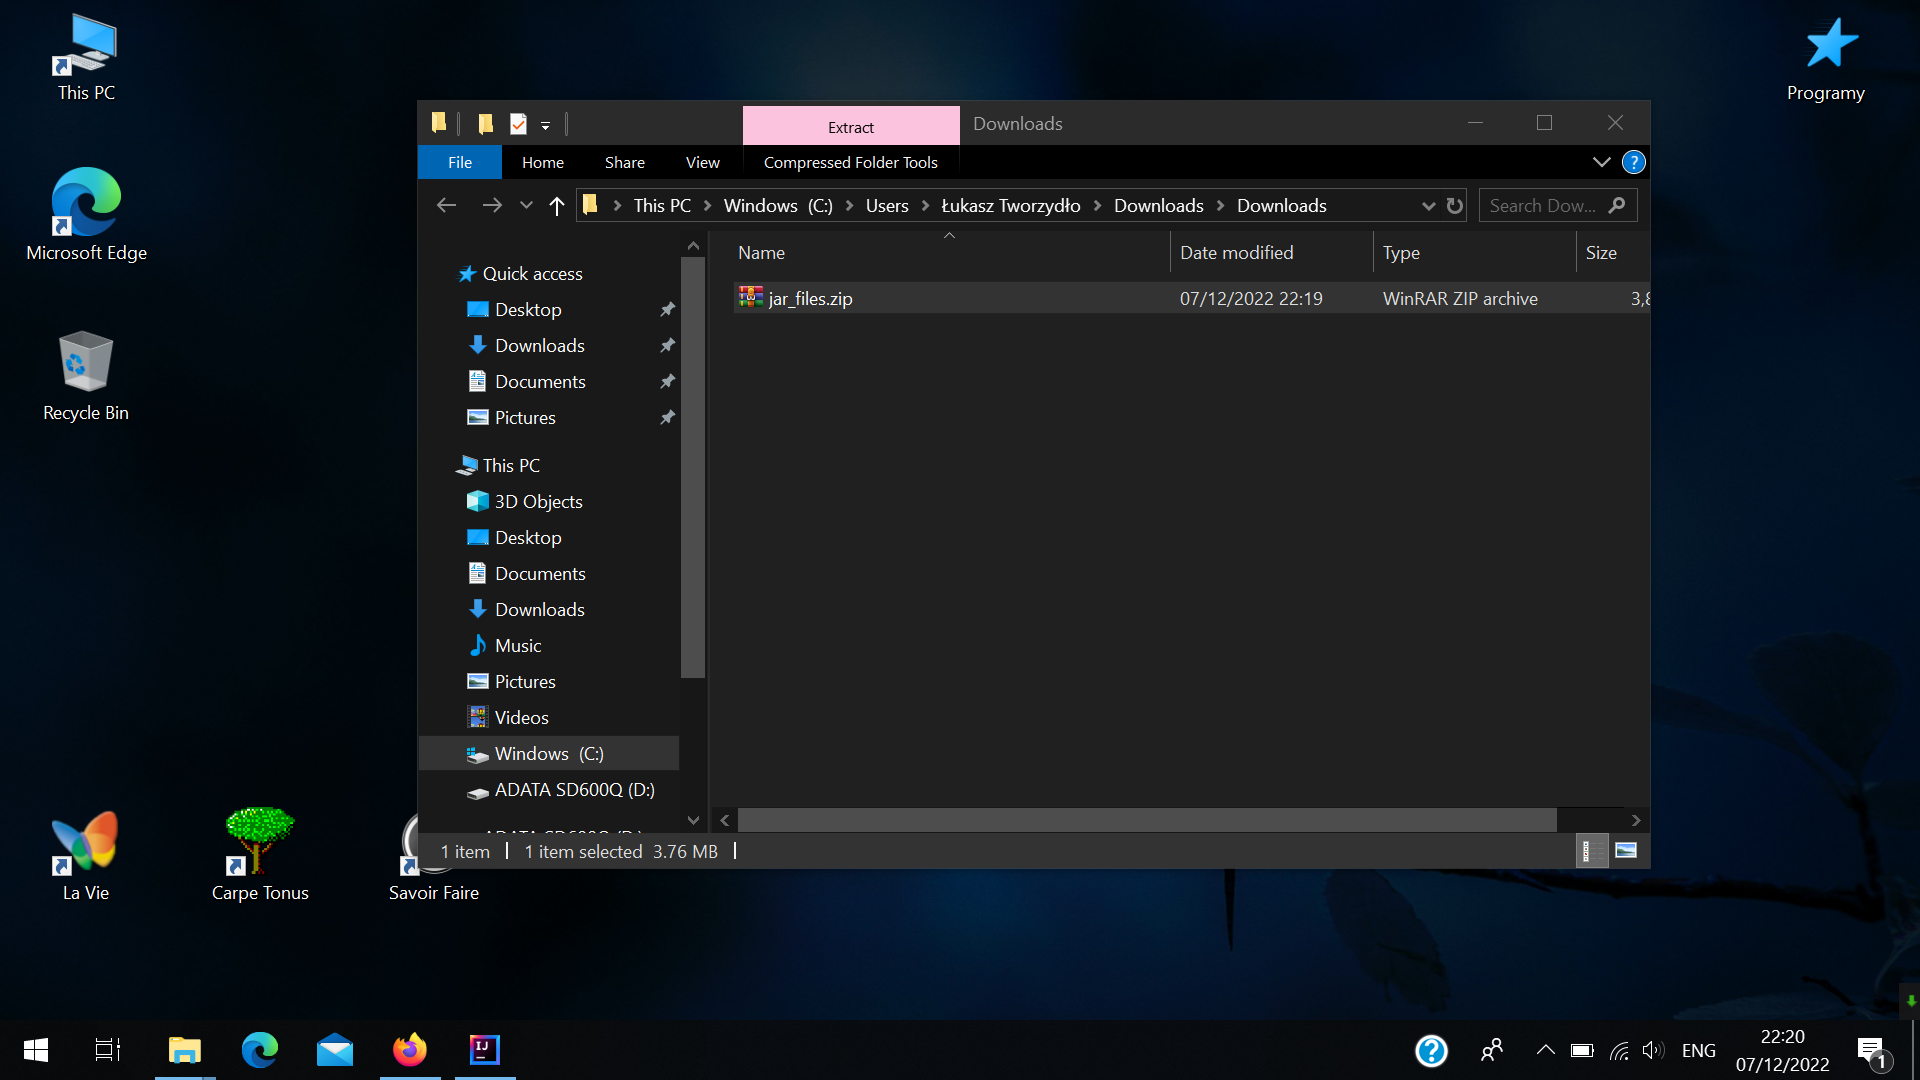 This PC
Programy
Extract
Downloads
File
Home
Share
View
Compressed Folder Tools
?
This PC
Windows (C:)
Users
Łukasz Tworzydło
Downloads
Downloads
Search Dow...
Microsoft Edge
Name
Date modified
Type
Size
Quick access
jar_files.zip
07/12/2022 22:19
WinRAR ZIP archive
Desktop
Downloads
Documents
Pictures
Recycle Bin
This PC
3D Objects
Desktop
Documents
Downloads
Music
Pictures
Videos
Windows (C:)
ADATA SD600Q (D:)
1 item
1 item selected 3.76 MB
La Vie
Carpe Tonus
Savoir Faire
IJ
?
ENG
22:20
07/12/2022
1